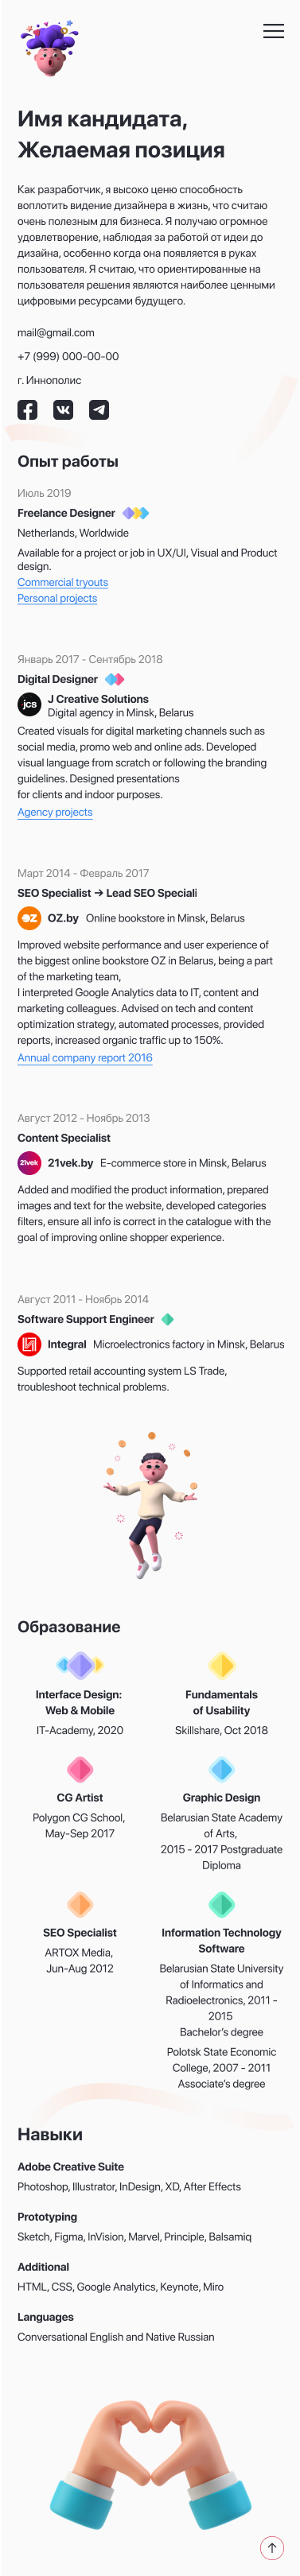 Имя кандидата,
Желаемая позиция
Как разработчик, я высоко ценю способность
воплотить видение дизайнера в жизнь, что считаю
очень полезным для бизнеса. Я получаю огромное
удовлетворение, наблюдая за работой от идеи до
дизайна, особенно когда она появляется в руках
пользователя. Я считаю, что ориентированные на
пользователя решения являются наиболее ценными
цифровыми ресурсами будущего.
mail@gmail.com
+7 (999) 000-00-00
г. Иннополис
Опыт работы
Июль 2019
Freelance Designer
Netherlands, Worldwide
Available for a project or job in UX/UI, Visual and Product
design.
Commercial tryouts
Personal projects
Январь 2017 - Сентябрь 2018
Digital Designer
jcs J Creative Solutions
Digital agency in Minsk, Belarus
Created visuals for digital marketing channels such as
social media, promo web and online ads. Developed
visual language from scratch or following the branding
guidelines. Designed presentations
for clients and indoor purposes.
Agency projects
Март 2014 - Февраль 2017
SEO Specialist → Lead SEO Speciali
OZ OZ.by Online bookstore in Minsk, Belarus
Improved website performance and user experience of
the biggest online bookstore OZ in Belarus, being a part
of the marketing team,
I interpreted Google Analytics data to IT, content and
marketing colleagues. Advised on tech and content
optimization strategy, automated processes, provided
reports, increased organic traffic up to 150%.
Annual company report 2016
Август 2012 - Ноябрь 2013
Content Specialist
21vek 21vek.by E-commerce store in Minsk, Belarus
Added and modified the product information, prepared
images and text for the website, developed categories
filters, ensure all info is correct in the catalogue with the
goal of improving online shopper experience.
Август 2011 - Ноябрь 2014
Software Support Engineer
Integral Microelectronics factory in Minsk, Belarus
Supported retail accounting system LS Trade,
troubleshoot technical problems.
Образование
Interface Design:
Web & Mobile
IT-Academy, 2020
Fundamentals
of Usability
Skillshare, Oct 2018
CG Artist
Polygon CG School,
May-Sep 2017
Graphic Design
Belarusian State Academy
of Arts,
2015 - 2017 Postgraduate
Diploma
SEO Specialist
ARTOX Media,
Jun-Aug 2012
Information Technology
Software
Belarusian State University
of Informatics and
Radioelectronics, 2011 -
2015
Bachelor’s degree
Polotsk State Economic
College, 2007 - 2011
Associate’s degree
Навыки
Adobe Creative Suite
Photoshop, Illustrator, InDesign, XD, After Effects
Prototyping
Sketch, Figma, InVision, Marvel, Principle, Balsamiq
Additional
HTML, CSS, Google Analytics, Keynote, Miro
Languages
Conversational English and Native Russian